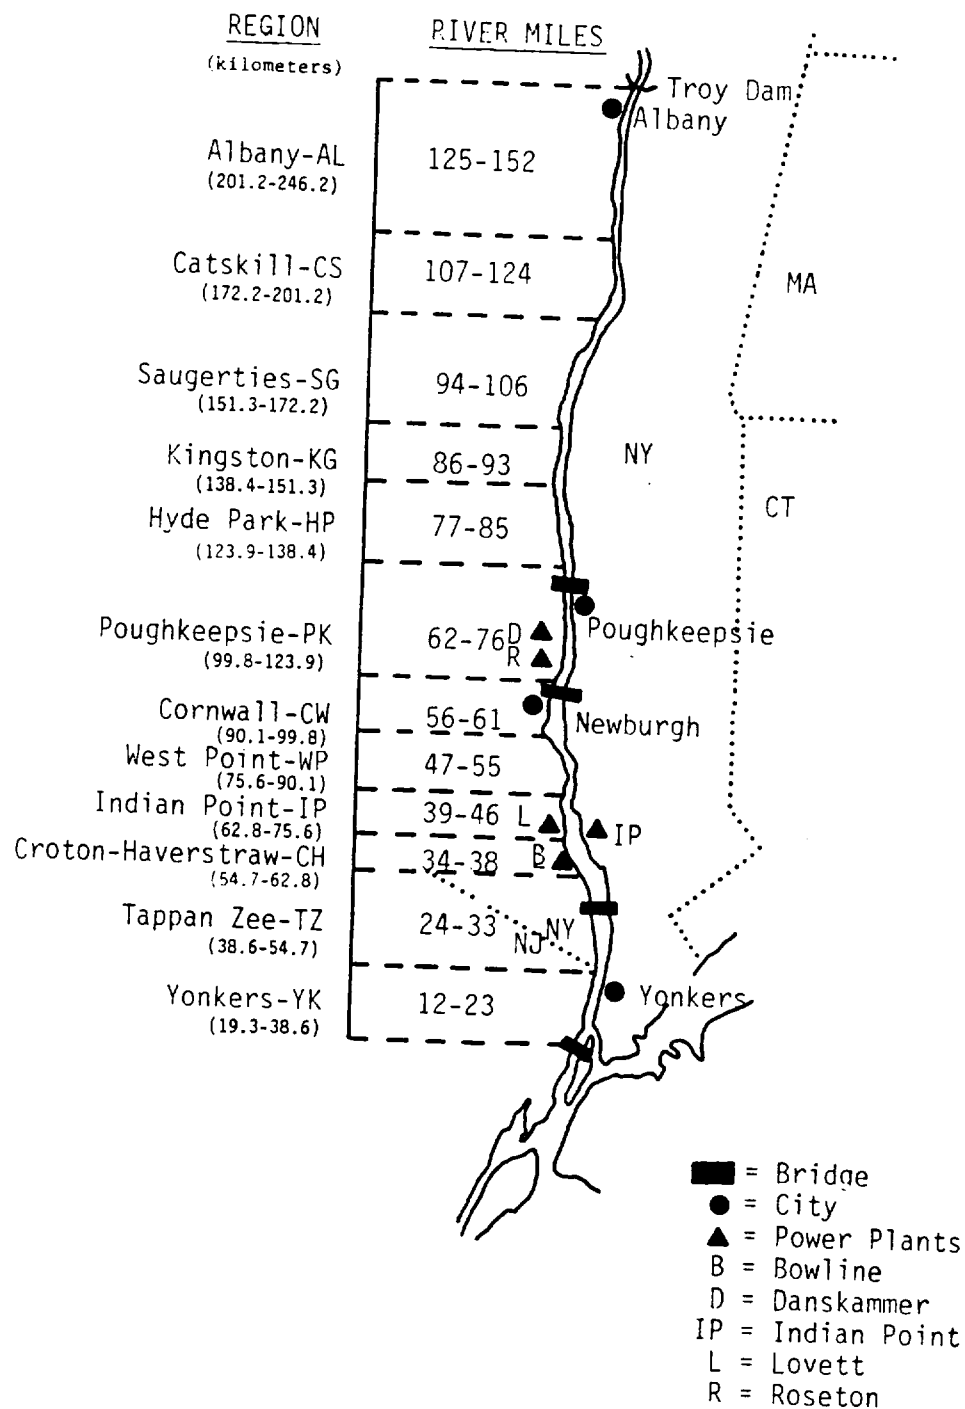 REGION RIVER MILES
(kilometers)
Troy Dam
Albany
Albany-AL 125-152
(201.2-246.2)
Catskill-CS 107-124
(172.2-201.2)
MA
Saugerties-SG 94-106
(151.3-172.2)
Kingston-KG 86-93 NY
(138.4-151.3)
CT
Hyde Park-HP 77-85
(123.9-138.4)
Poughkeepsie-PK 62-76 D Poughkeepsie
(99.8-123.9) R
Cornwall-CW 56-61 Newburgh
(90.1-99.8)
West Point-WP 47-55
(75.6-90.1)
Indian Point-IP 39-46 L IP
(62.8-75.6)
Croton-Haverstraw-CH 34-38 B
(54.7-62.8)
Tappan Zee-TZ 24-33 NY
(38.6-54.7) NJ
Yonkers-YK 12-23 Yonkers
(19.3-38.6)
= Bridge
= City
= Power Plants
B = Bowline
D = Danskammer
IP = Indian Point
L = Lovett
R = Roseton